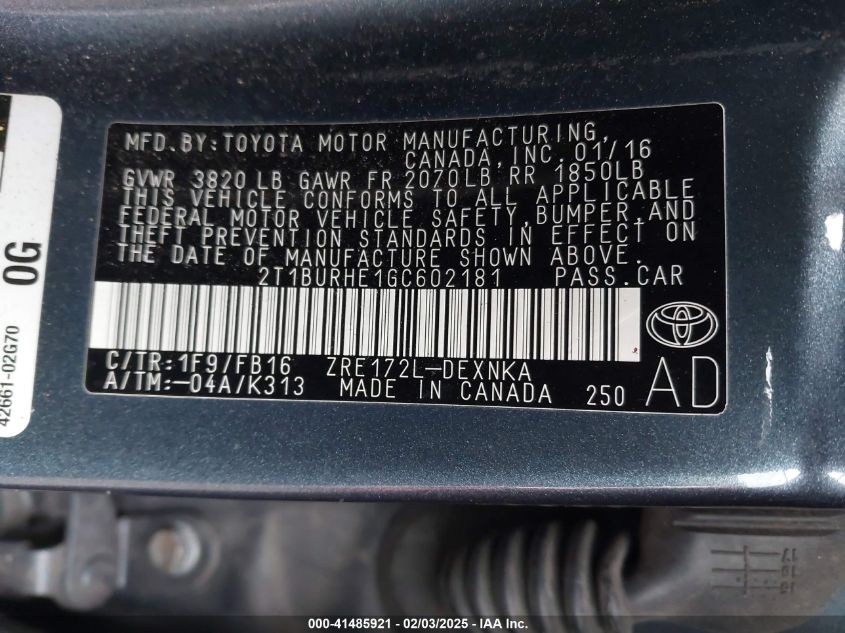 MFD.BY:TOYOTA MOTOR MANUFACTURING,
CANADA,INC.01/16
GVWR 3820 LB GAWR FR 2070LB RR 1850LB
THIS VEHICLE CONFORMS TO ALL APPLICABLE
FEDERAL MOTOR VEHICLE SAFETY,BUMPER,AND
THEFT PREVENTION STANDARDS IN EFFECT ON
THE DATE OF MANUFACTURE SHOWN ABOVE.
2T1BURHE1GC602181 PASS.CAR
C/TR:1F9/FB16 ZRE172L-DEXNKA
A/TM:-04A/K313 MADE IN CANADA 250
AD
0G
42661-02G70
000-41485921 - 02/03/2025 - IAA Inc.